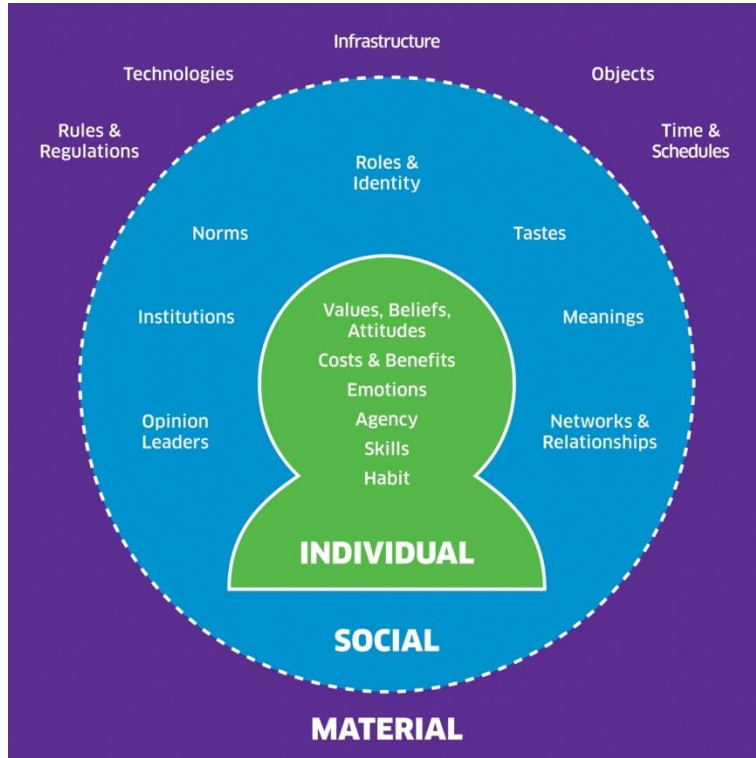 Infrastructure
Technologies
Objects
Rules &
Regulations
Time &
Schedules
Roles &
Identity
Norms
Tastes
Institutions
Meanings
Opinion
Leaders
Networks &
Relationships
Values, Beliefs,
Attitudes
Costs & Benefits
Emotions
Agency
Skills
Habit
INDIVIDUAL
SOCIAL
MATERIAL